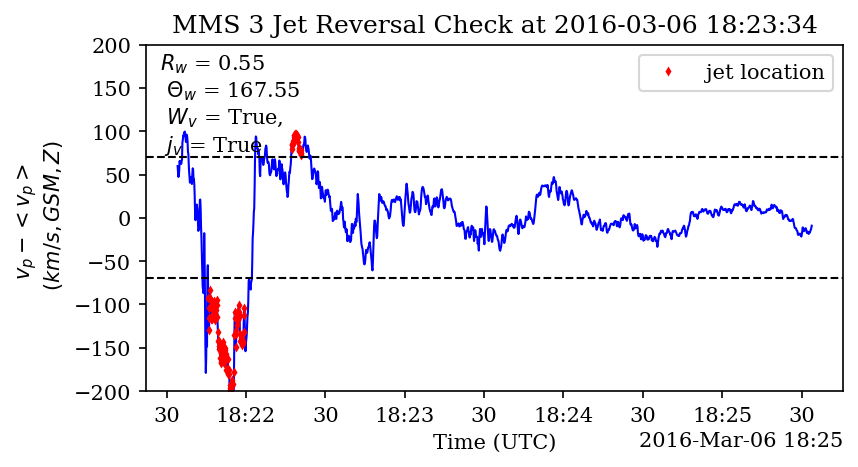 MMS 3 Jet Reversal Check at 2016-03-06 18:23:34
R_w = 0.55
Θ_w = 167.55
W_v = True,
j_v = True
jet location
200
150
100
50
0
−50
−100
−150
−200
v_p − < v_p >
(km/s, GSM, Z)
30 18:22 30 18:23 30 18:24 30 18:25 30
Time (UTC)
2016-Mar-06 18:25